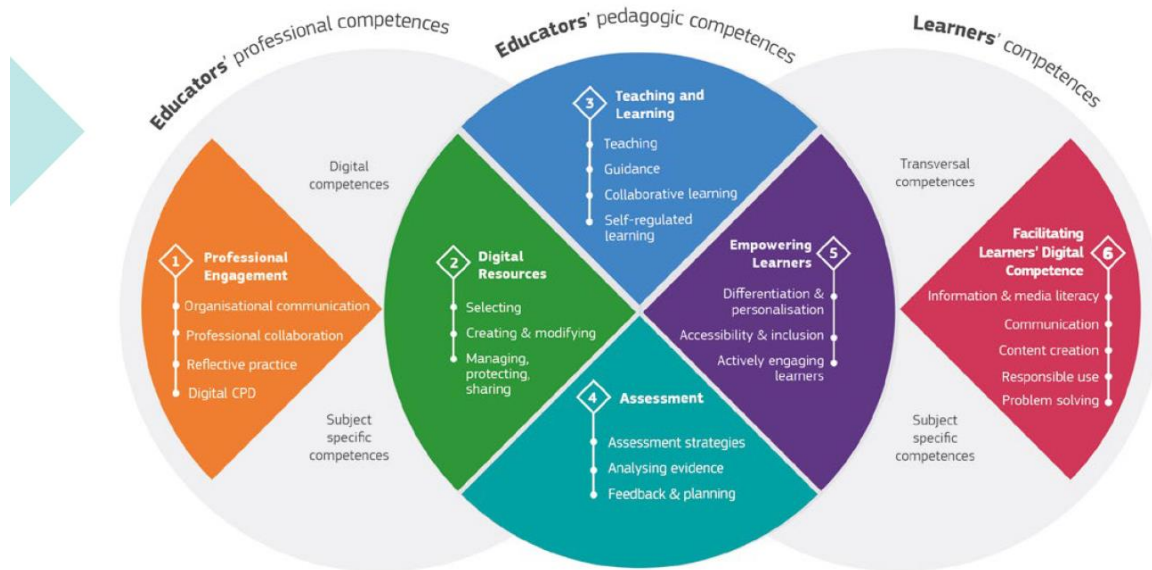 Educators' professional competences
Educators' pedagogic competences
Learners' competences
Digital
competences
Subject
specific
competences
1
Professional
Engagement
Organisational communication
Professional collaboration
Reflective practice
Digital CPD
2
Digital
Resources
Selecting
Creating & modifying
Managing,
protecting,
sharing
3
Teaching and
Learning
Teaching
Guidance
Collaborative learning
Self-regulated
learning
4
Assessment
Assessment strategies
Analysing evidence
Feedback & planning
Empowering
Learners
5
Differentiation &
personalisation
Accessibility & inclusion
Actively engaging
learners
Transversal
competences
Subject
specific
competences
Facilitating
Learners' Digital
Competence
6
Information & media literacy
Communication
Content creation
Responsible use
Problem solving